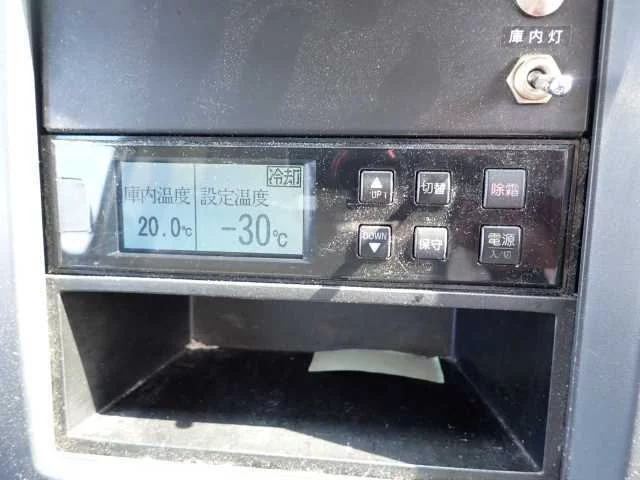 庫内灯
冷却
庫内温度 設定温度
20.0℃ -30℃
▲ UP 切替 除霜
DOWN ▼ 保守 電源 入/切